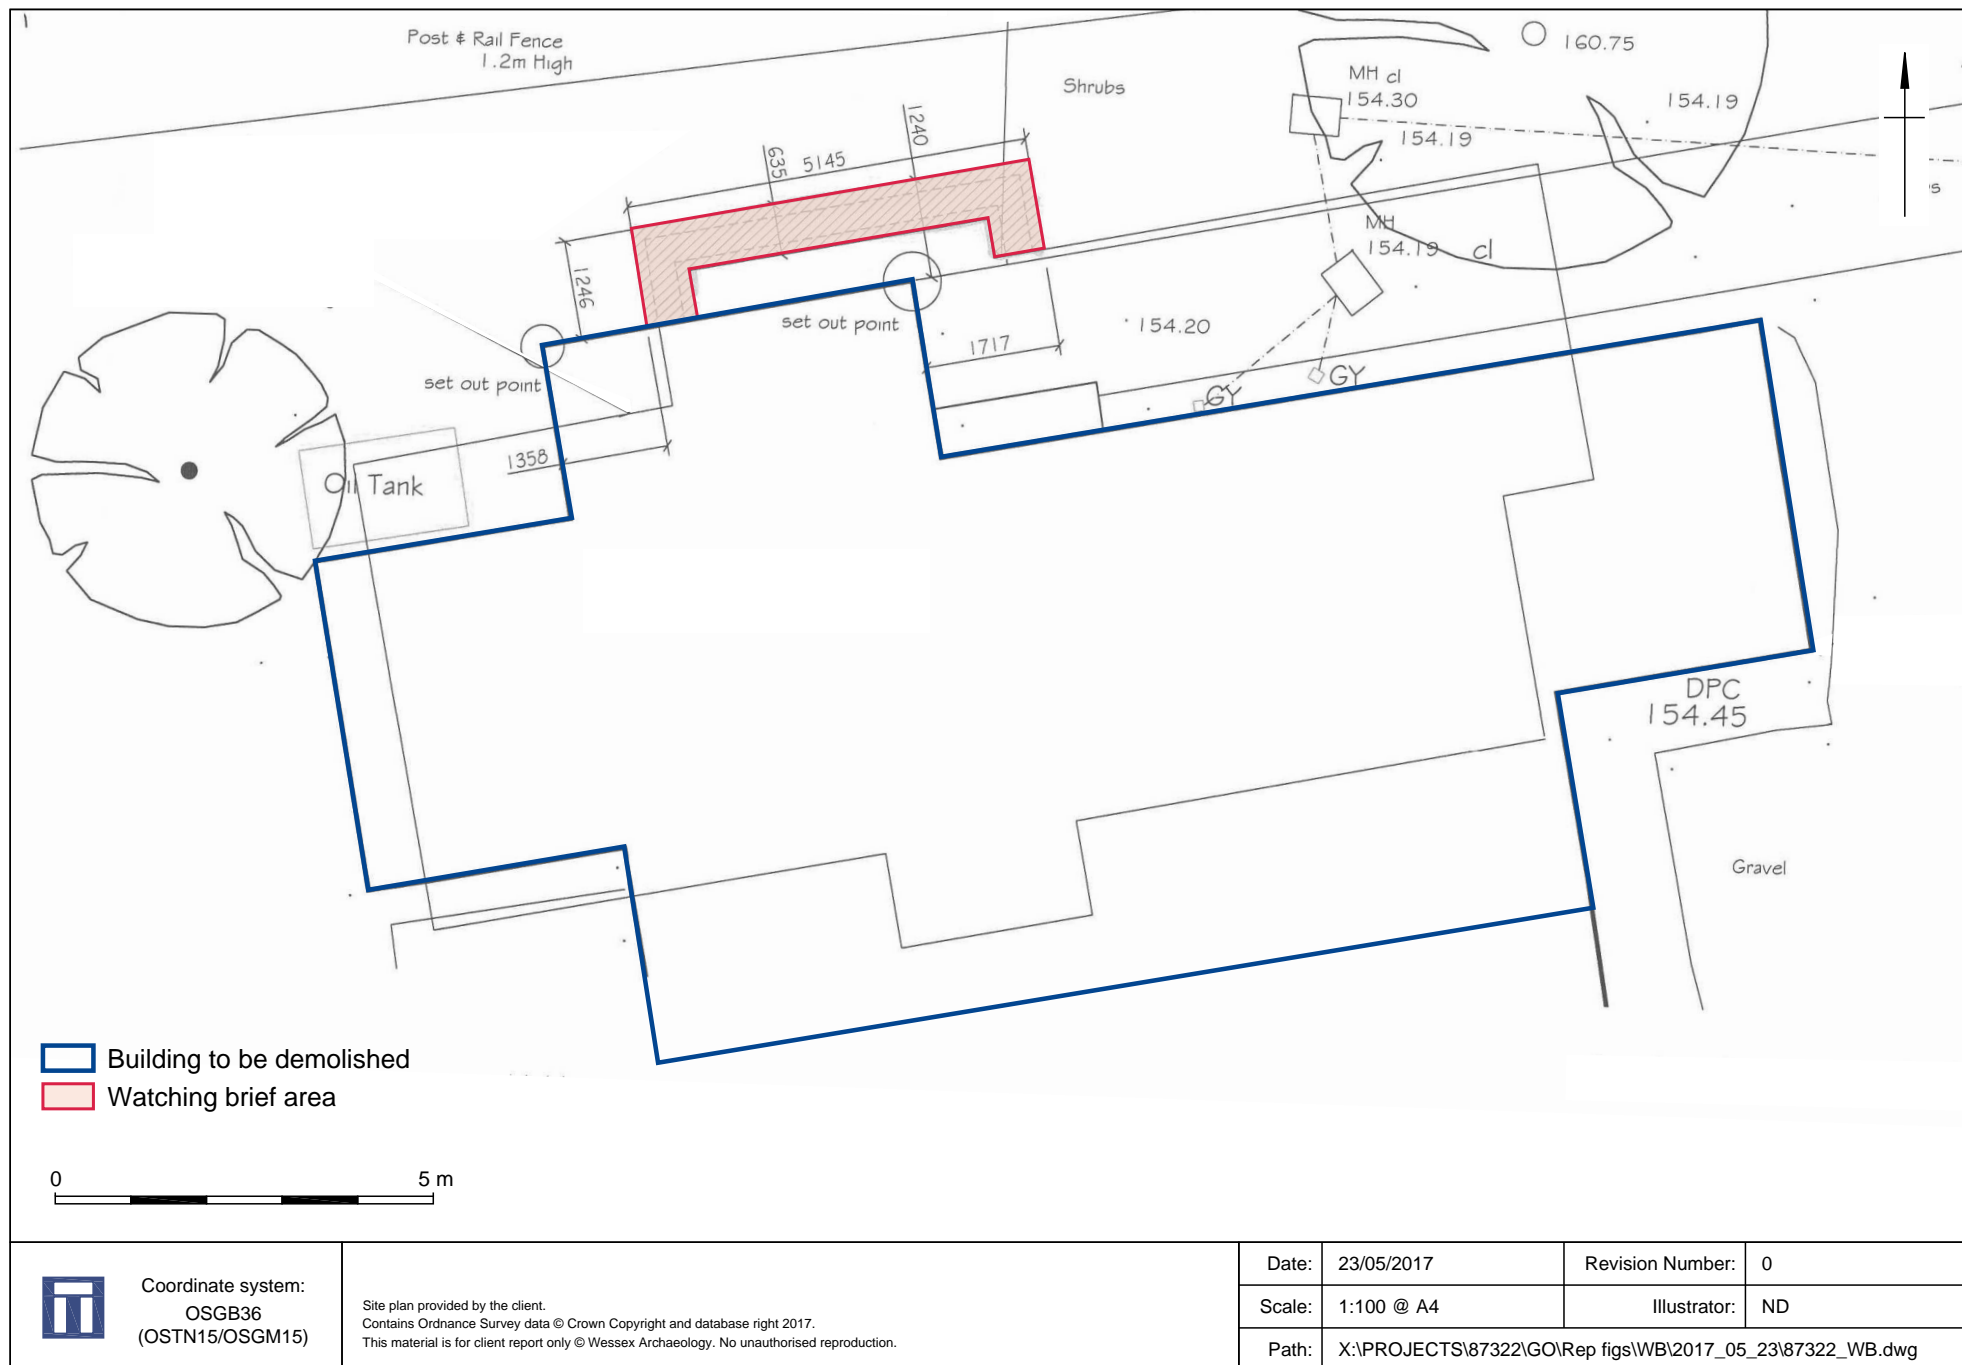 Post & Rail Fence
1.2m High
Shrubs
160.75
MH cl
154.30
154.19
154.19
1240
635
5145
MH
154.19 cl
1246
set out point
154.20
1717
set out point
GY
GY
1358
Oil Tank
DPC
154.45
Gravel
Building to be demolished
Watching brief area
0 5 m
Coordinate system:
OSGB36
(OSTN15/OSGM15)
Site plan provided by the client.
Contains Ordnance Survey data © Crown Copyright and database right 2017.
This material is for client report only © Wessex Archaeology. No unauthorised reproduction.
Date: 23/05/2017 Revision Number: 0
Scale: 1:100 @ A4 Illustrator: ND
Path: X:\PROJECTS\87322\GO\Rep figs\WB\2017_05_23\87322_WB.dwg